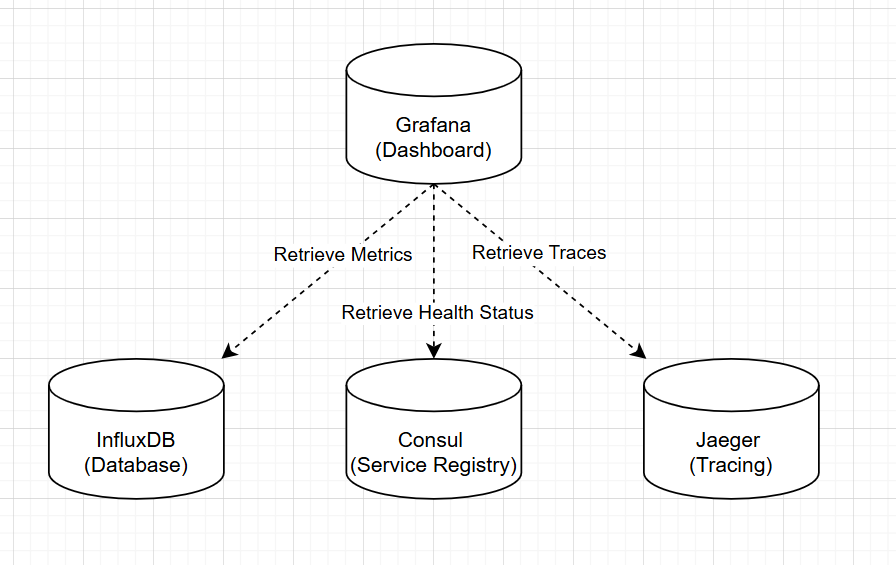 Grafana
(Dashboard)
Retrieve Metrics
Retrieve Traces
Retrieve Health Status
InfluxDB
(Database)
Consul
(Service Registry)
Jaeger
(Tracing)